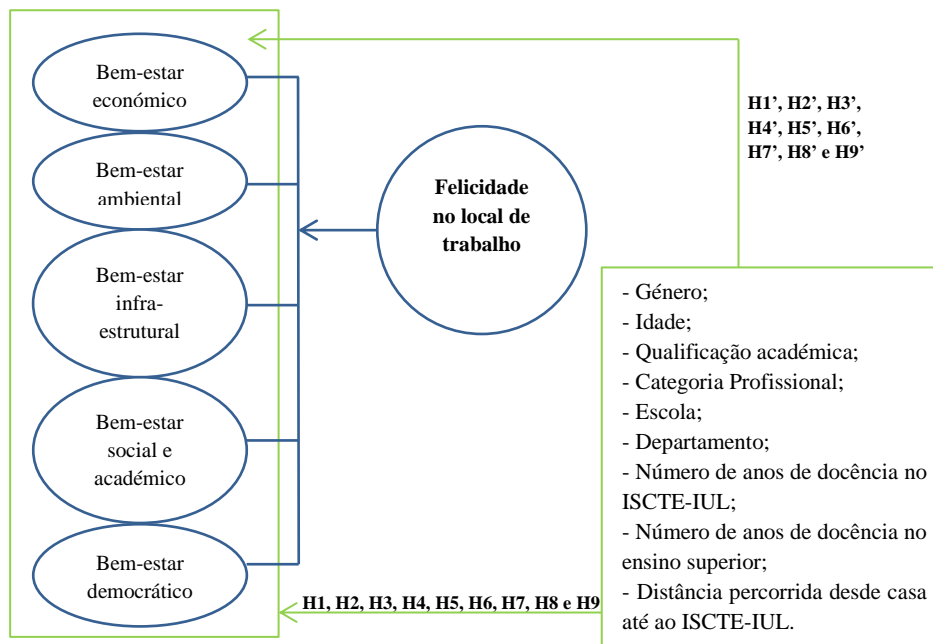 Bem-estar
económico
Bem-estar
ambiental
Bem-estar
infra-
estrutural
Bem-estar
social e
académico
Bem-estar
democrático
Felicidade
no local de
trabalho
H1’, H2’, H3’,
H4’, H5’, H6’,
H7’, H8’ e H9’
- Género;
- Idade;
- Qualificação académica;
- Categoria Profissional;
- Escola;
- Departamento;
- Número de anos de docência no
ISCTE-IUL;
- Número de anos de docência no
ensino superior;
- Distância percorrida desde casa
até ao ISCTE-IUL.
H1, H2, H3, H4, H5, H6, H7, H8 e H9